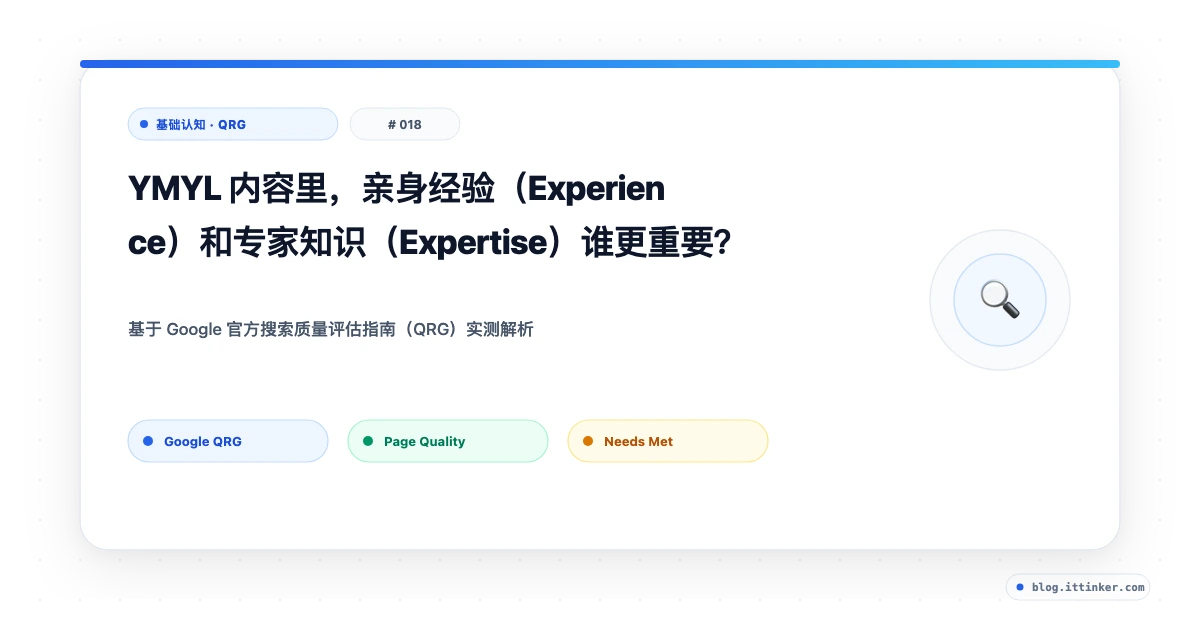 基础认知 · QRG
# 018
YMYL 内容里，亲身经验（Experien
ce）和专家知识（Expertise）谁更重要？
基于 Google 官方搜索质量评估指南（QRG）实测解析
Google QRG
Page Quality
Needs Met
blog.ittinker.com